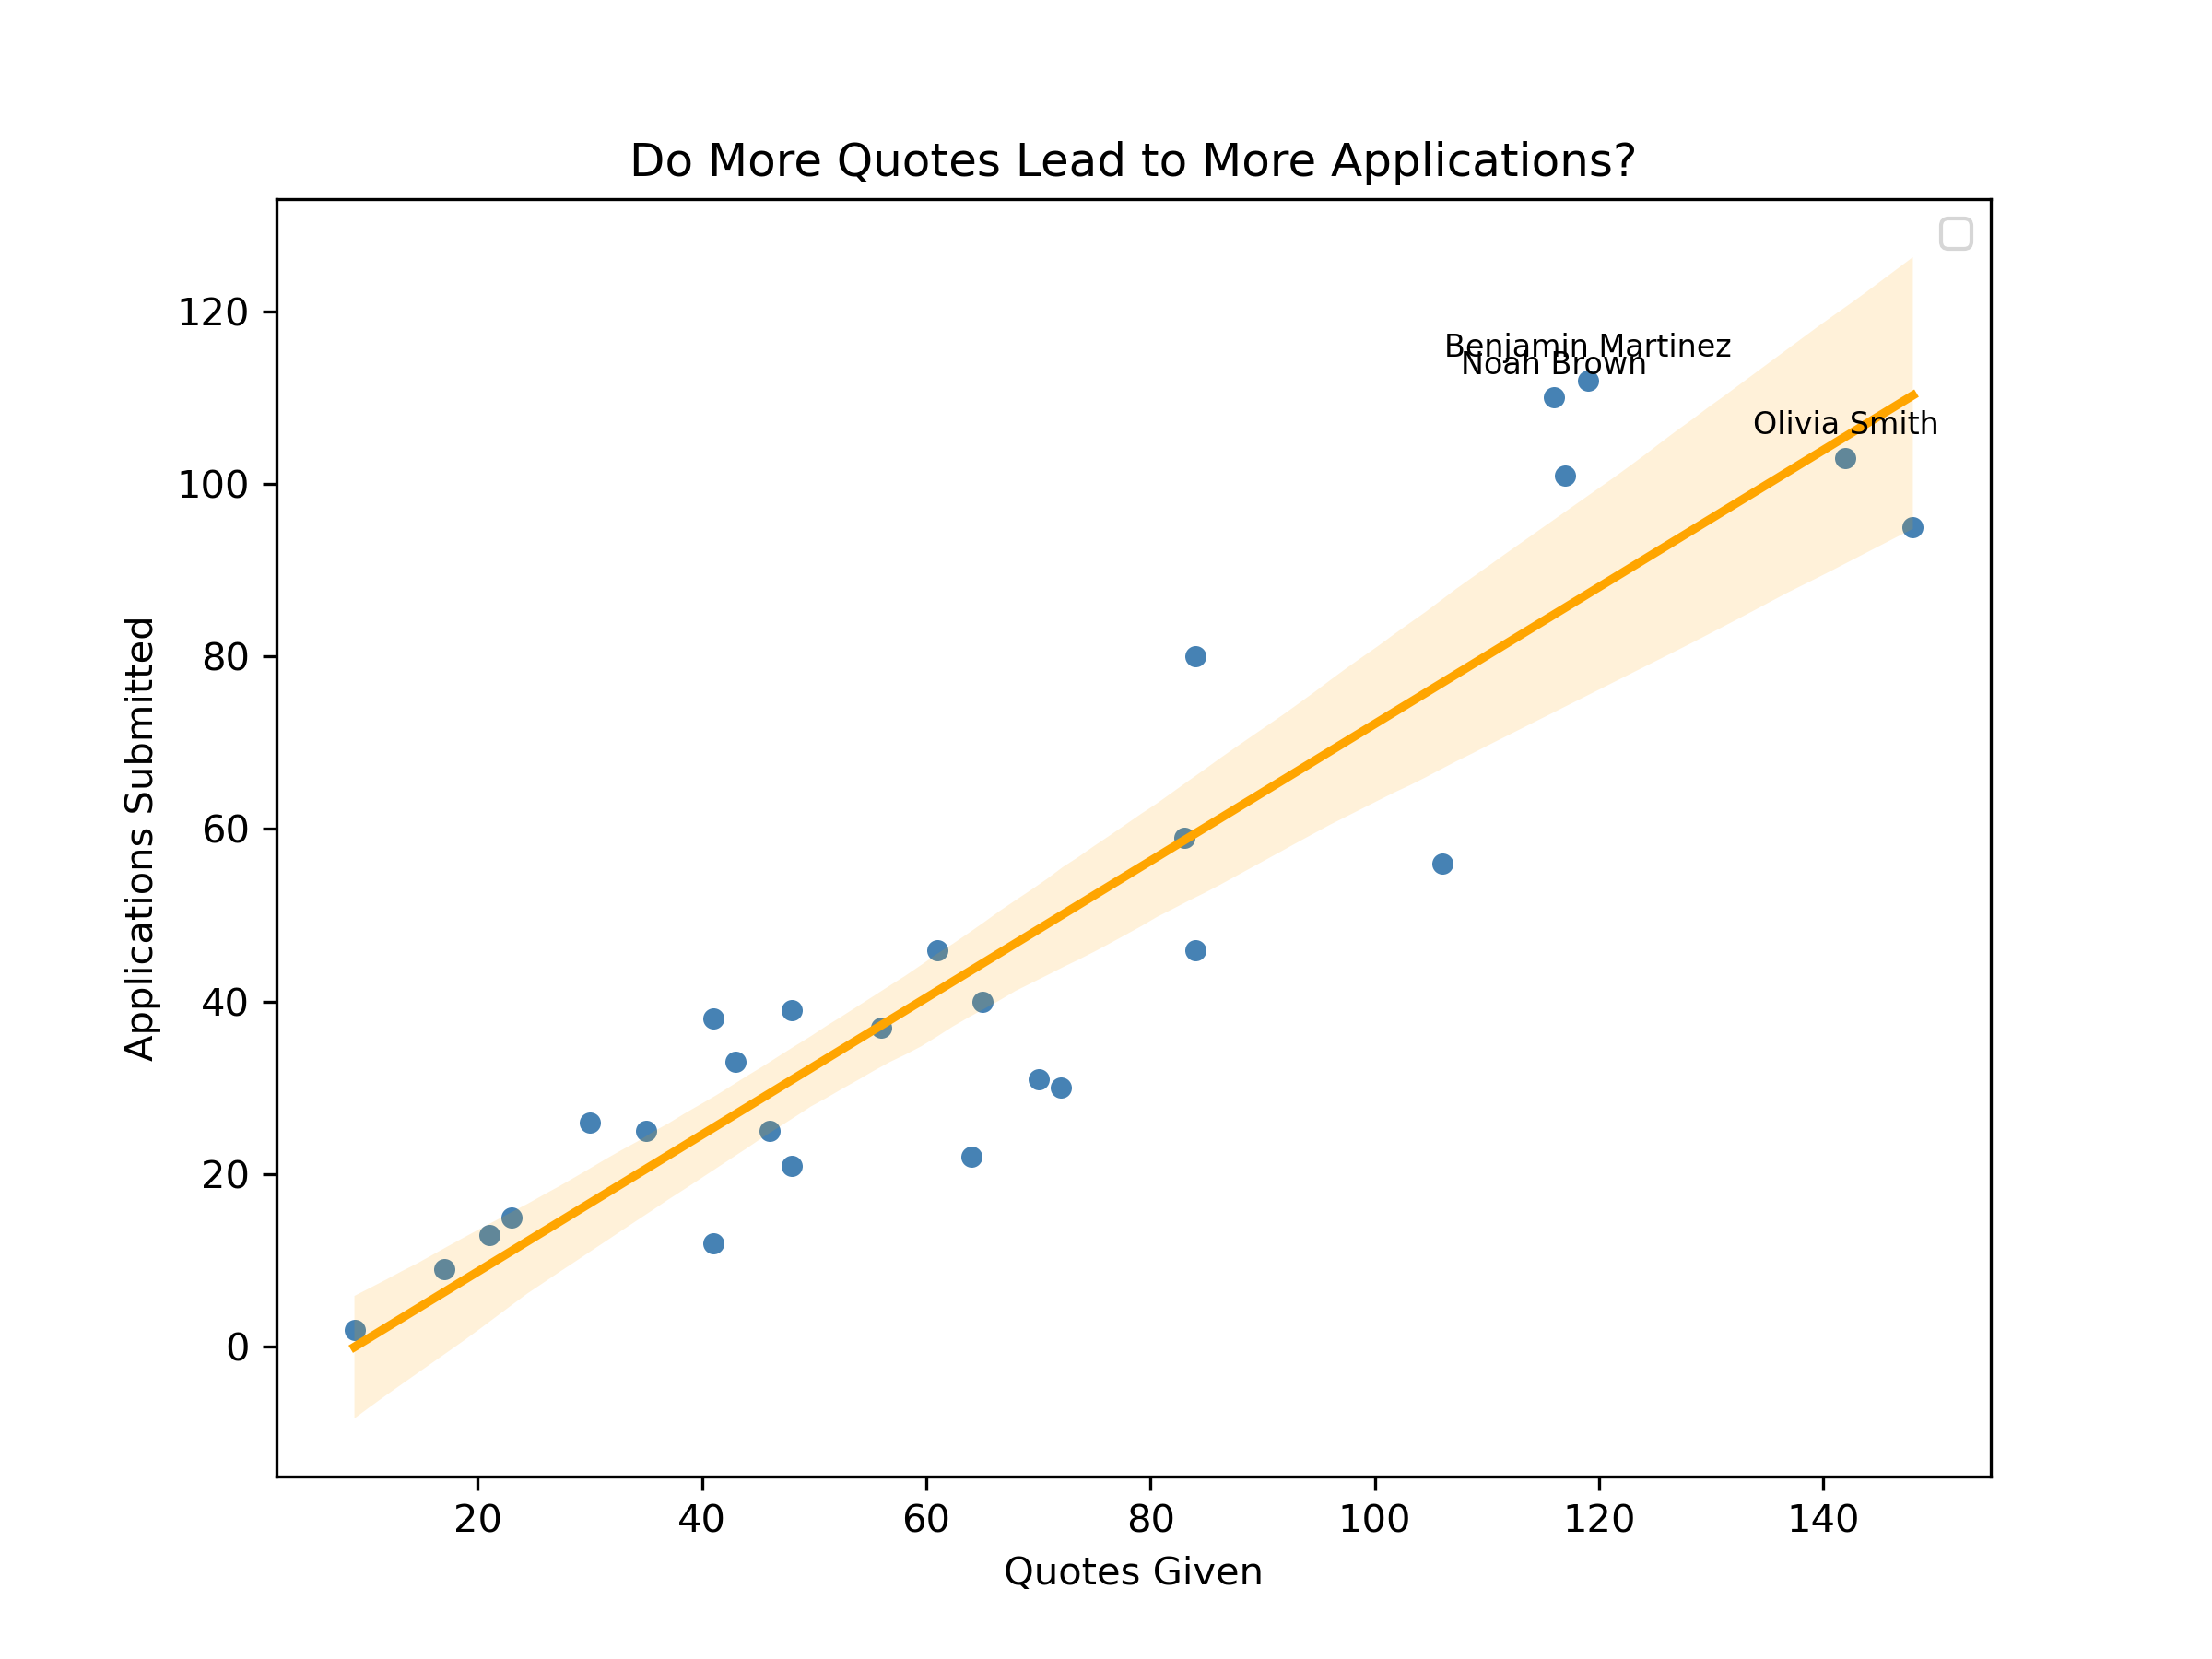 Do More Quotes Lead to More Applications?
120
100
80
60
40
20
0
Applications Submitted
Benjamin Martinez
Noah Brown
Olivia Smith
20 40 60 80 100 120 140
Quotes Given